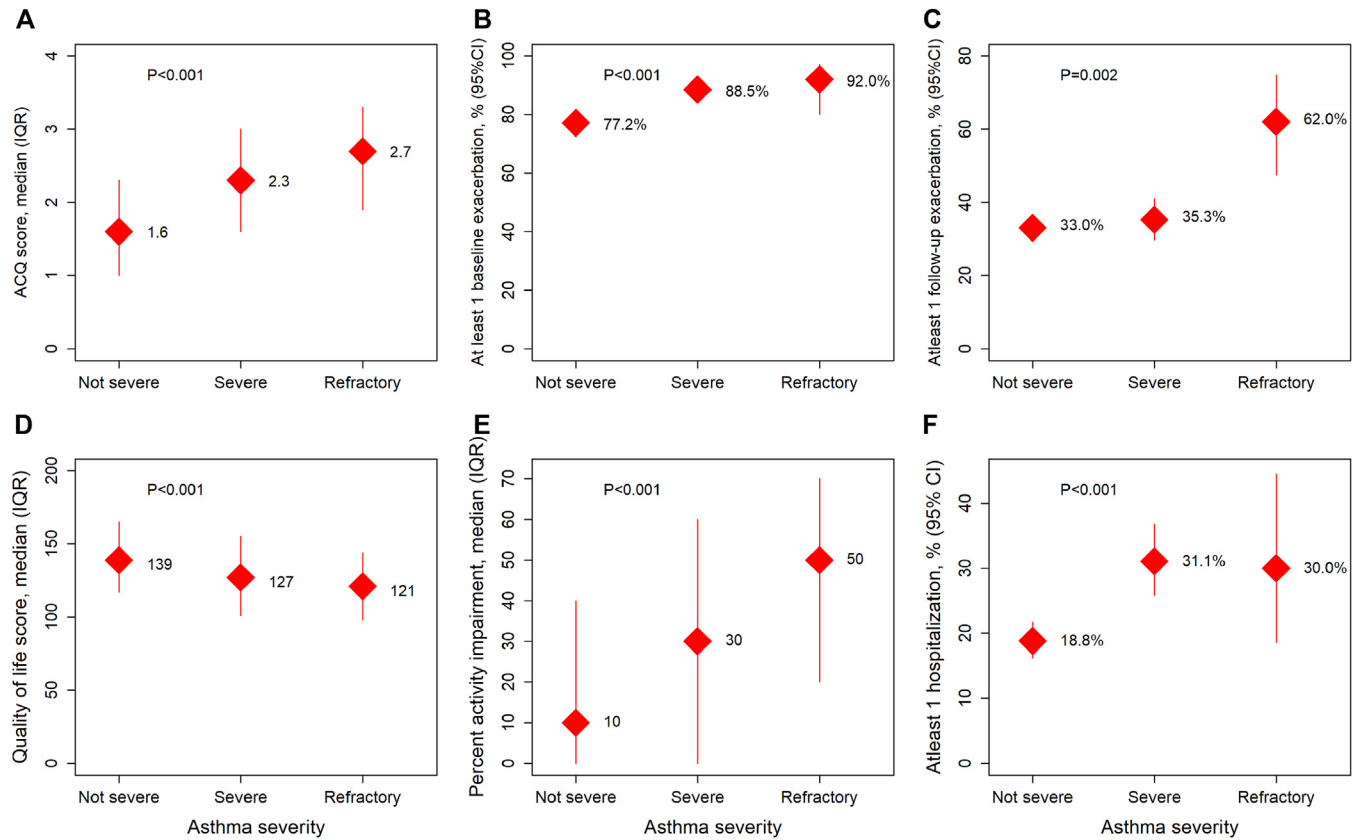 A
ACQ score, median (IQR)
4
3
2
1
0
P<0.001
1.6
2.3
2.7
Not severe
Severe
Refractory
B
At least 1 baseline exacerbation, % (95%CI)
100
80
60
40
20
0
P<0.001
77.2%
88.5%
92.0%
Not severe
Severe
Refractory
C
Atleast 1 follow-up exacerbation, % (95%CI)
80
60
40
20
0
P=0.002
33.0%
35.3%
62.0%
Not severe
Severe
Refractory
D
Quality of life score, median (IQR)
200
150
100
50
0
P<0.001
139
127
121
Not severe
Severe
Refractory
Asthma severity
E
Percent activity impairment, median (IQR)
70
60
50
40
30
20
10
0
P<0.001
10
30
50
Not severe
Severe
Refractory
Asthma severity
F
Atleast 1 hospitalization, % (95% CI)
40
30
20
10
0
P<0.001
18.8%
31.1%
30.0%
Not severe
Severe
Refractory
Asthma severity